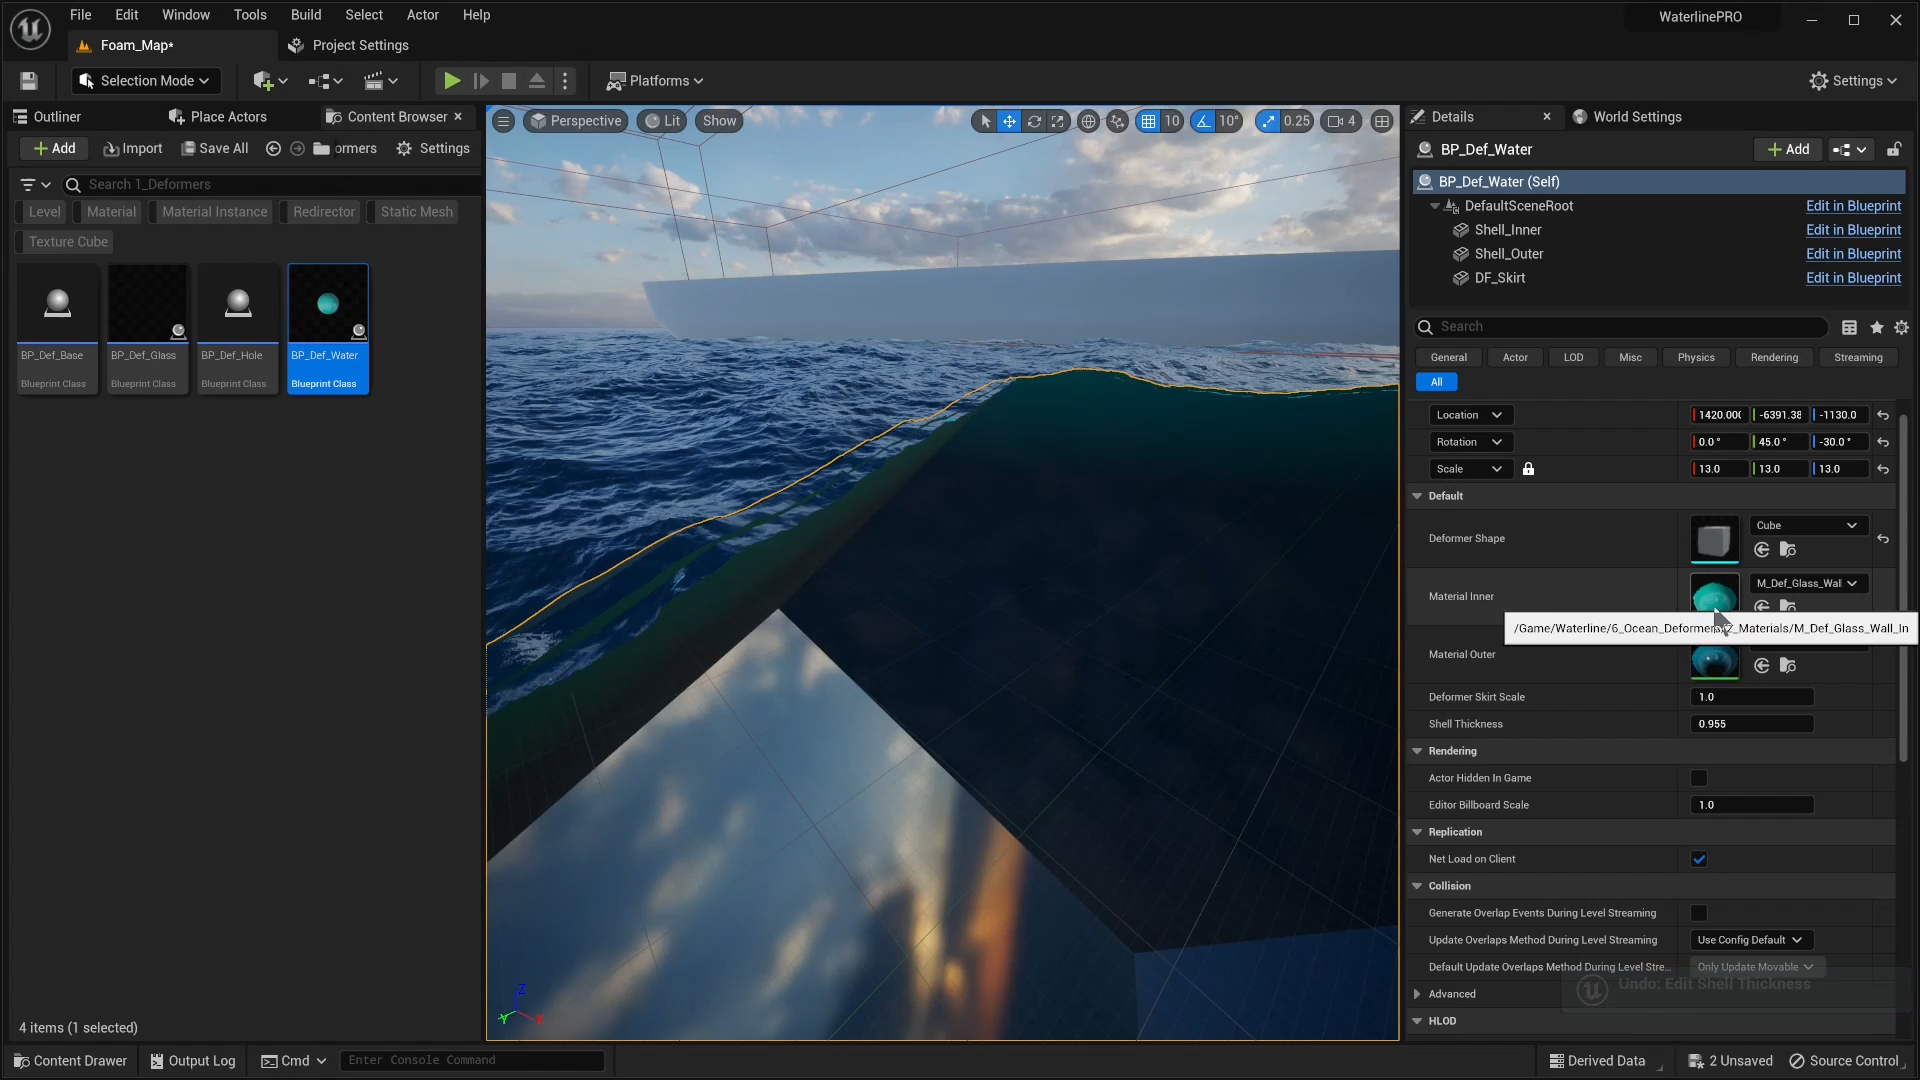 File Edit Window Tools Build Select Actor Help
WaterlinePRO
Foam_Map*
Project Settings
Selection Mode
Platforms
Settings
Outliner
Place Actors
Content Browser
Add
Import
Save All
ormers
Settings
Search 1_Deformers
Level
Material
Material Instance
Redirector
Static Mesh
Texture Cube
BP_Def_Base
Blueprint Class
BP_Def_Glass
Blueprint Class
BP_Def_Hole
Blueprint Class
BP_Def_Water
Blueprint Class
4 items (1 selected)
Perspective
Lit
Show
10
10°
0.25
4
Z
Y
X
Details
World Settings
BP_Def_Water
Add
BP_Def_Water (Self)
DefaultSceneRoot Edit in Blueprint
Shell_Inner Edit in Blueprint
Shell_Outer Edit in Blueprint
DF_Skirt Edit in Blueprint
Search
General
Actor
LOD
Misc
Physics
Rendering
Streaming
All
Location 1420.00( -6391.38 -1130.0
Rotation 0.0° 45.0° -30.0°
Scale 13.0 13.0 13.0
Default
Deformer Shape
Cube
Material Inner
M_Def_Glass_Wal
/Game/Waterline/6_Ocean_Deformers/2_Materials/M_Def_Glass_Wall_In
Material Outer
Deformer Skirt Scale 1.0
Shell Thickness 0.955
Rendering
Actor Hidden In Game
Editor Billboard Scale 1.0
Replication
Net Load on Client
Collision
Generate Overlap Events During Level Streaming
Update Overlaps Method During Level Streaming Use Config Default
Default Update Overlaps Method During Level Stre... Only Update Movable
Undo: Edit Shell Thickness
Advanced
HLOD
Content Drawer
Output Log
Cmd
Enter Console Command
Derived Data
2 Unsaved
Source Control